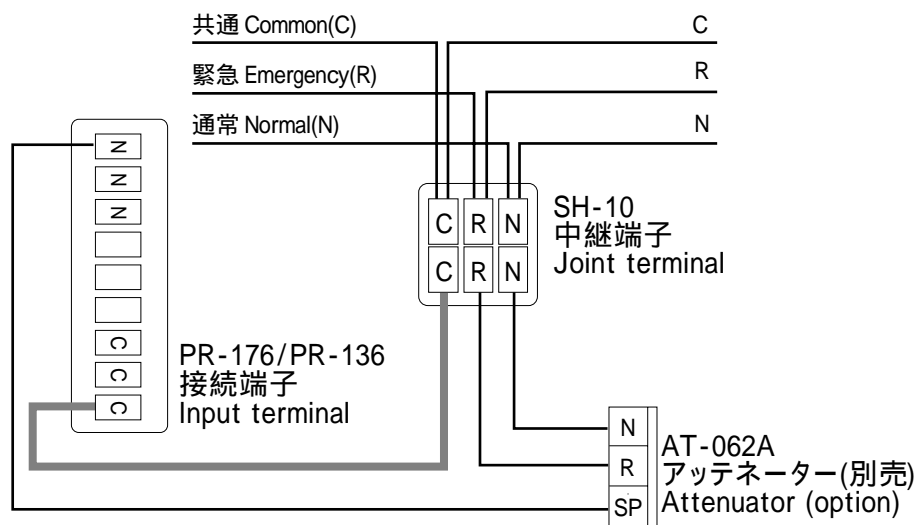 共通 Common(C)
C
緊急 Emergency(R)
R
通常 Normal(N)
N
N
N
N
C
C
C
C R N
C R N
SH-10
中継端子
Joint terminal
PR-176/PR-136
接続端子
Input terminal
N
R
SP
AT-062A
アッテネーター(別売)
Attenuator (option)